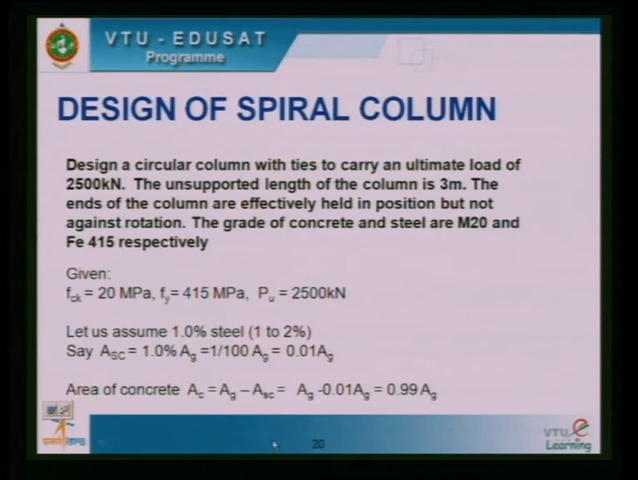 VTU - EDUSAT
Programme
DESIGN OF SPIRAL COLUMN
Design a circular column with ties to carry an ultimate load of
2500kN. The unsupported length of the column is 3m. The
ends of the column are effectively held in position but not
against rotation. The grade of concrete and steel are M20 and
Fe 415 respectively
Given:
fck = 20 MPa, fy= 415 MPa, Pu = 2500kN
Let us assume 1.0% steel (1 to 2%)
Say ASC = 1.0% Ag =1/100 Ag = 0.01Ag
Area of concrete Ac = Ag – Asc = Ag -0.01Ag = 0.99 Ag
20
VTU e
Learning